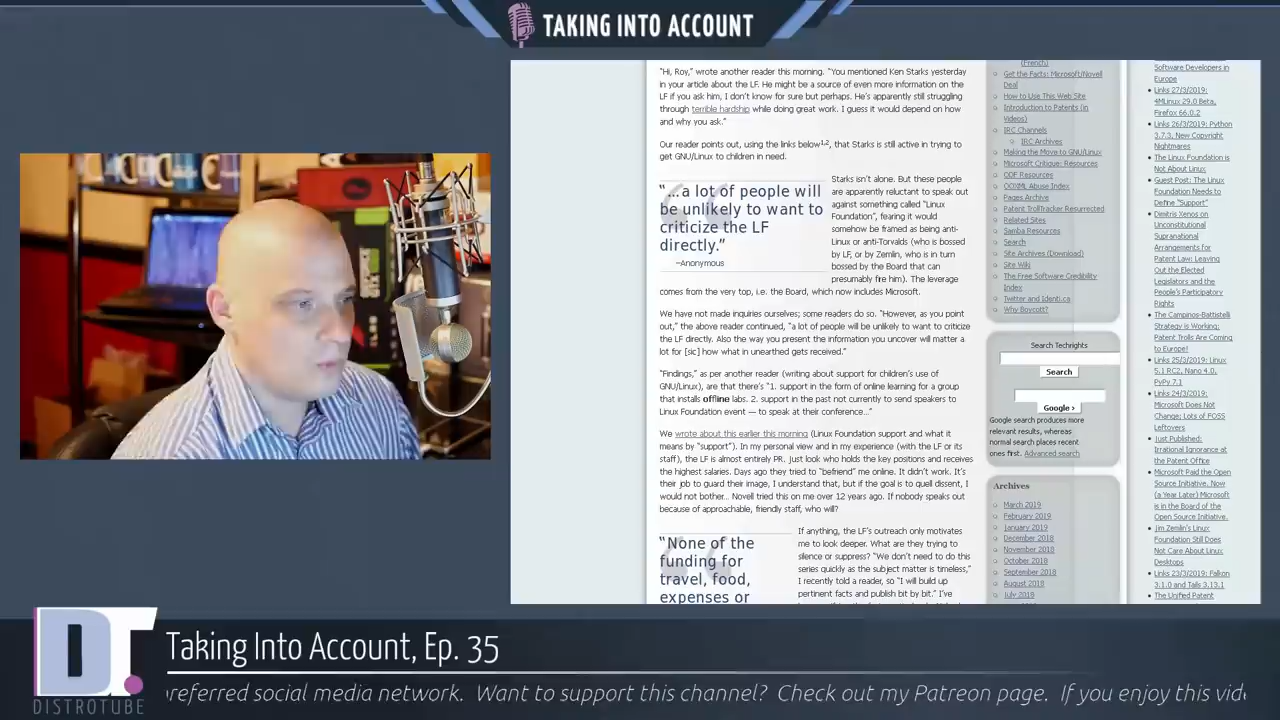 TAKING INTO ACCOUNT
"Hi, Roy," wrote another reader this morning. "You mentioned Ken Starks yesterday
in your article about the LF. He might be a source of even more information on the
LF if you ask him, I don't know for sure but perhaps. He's apparently still struggling
through terrible hardship while doing great work. I guess it would depend on how
and why you ask."
Our reader points out, using the links below1,2, that Starks is still active in trying to
get GNU/Linux to children in need.
"...a lot of people will
be unlikely to want to
criticize the LF
directly."
–Anonymous
Starks isn't alone. But these people
are apparently reluctant to speak out
against something called "Linux
Foundation", fearing it would
somehow be framed as being anti-
Linux or anti-Torvalds (who is bossed
by LF, or by Zemlin, who is in turn
bossed by the Board that can
presumably fire him). The leverage
comes from the very top, i.e. the Board, which now includes Microsoft.
We have not made inquiries ourselves; some readers do so. "However, as you point
out," the above reader continued, "a lot of people will be unlikely to want to criticize
the LF directly. Also the way you present the information you uncover will matter a
lot for [sic] how what in unearthed gets received."
"Findings," as per another reader (writing about support for children's use of
GNU/Linux), are that there's "1. support in the form of online learning for a group
that installs offline labs. 2. support in the past not currently to send speakers to
Linux Foundation event — to speak at their conference..."
We wrote about this earlier this morning (Linux Foundation support and what it
means by "support"). In my personal view and in my experience (with the LF or its
staff), the LF is almost entirely PR. Just look who holds the key positions and receives
the highest salaries. Days ago they tried to "befriend" me online. It didn't work. It's
their job to guard their image, I understand that, but if the goal is to quell dissent, I
would not bother... Novell tried this on me over 12 years ago. If nobody speaks out
because of approachable, friendly staff, who will?
"None of the
funding for
travel, food,
expenses or
If anything, the LF's outreach only motivates
me to look deeper. What are they trying to
silence or suppress? "We don't need to do this
series quickly as the subject matter is timeless,"
I recently told a reader, so "I will build up
pertinent facts and publish bit by bit." I've
(French)
Get the Facts: Microsoft/Novell
Deal
How to Use This Web Site
Introduction to Patents (in
Videos)
IRC Channels
IRC Archives
Making the Move to GNU/Linux
Microsoft Critique: Resources
ODF Resources
OOXML Abuse Index
Pages Archive
Patent TrollTracker Resurrected
Related Sites
Samba Resources
Search
Site Archives (Download)
Site Wiki
The Free Software Credibility
Index
Twitter and Identi.ca
Why Boycott?
Search Techrights
Search
Google ›
Google search produces more
relevant results, whereas
normal search places recent
ones first. Advanced search
Archives
March 2019
February 2019
January 2019
December 2018
November 2018
October 2018
September 2018
August 2018
July 2018
Software Developers in
Europe
Links 27/3/2019:
4MLinux 29.0 Beta,
Firefox 66.0.2
Links 26/3/2019: Python
3.7.3, New Copyright
Nightmares
The Linux Foundation is
Not About Linux
Guest Post: The Linux
Foundation Needs to
Define "Support"
Dexitris Xenos on
Unconstitutional
Supranational
Arrangements for
Patent Law: Leaving
Out the Elected
Legislators and the
People's Participatory
Rights
The Campinos-Battistelli
Strategy is Working:
Patent Trolls Are Coming
to Europe!
Links 25/3/2019: Linux
5.1 RC2, Nano 4.0,
PyPy 7.1
Links 24/3/2019:
Microsoft Does Not
Change; Lots of FOSS
Leftovers
Just Published:
Irrational Ignorance at
the Patent Office
Microsoft Paid the Open
Source Initiative. Now
(a Year Later) Microsoft
is in the Board of the
Open Source Initiative.
Jim Zemlin's Linux
Foundation Still Does
Not Care About Linux
Desktops
Links 23/3/2019: Falkon
3.1.0 and Tails 3.13.1
The Unified Patent
DT
DISTROTUBE
Taking Into Account, Ep. 35
referred social media network. Want to support this channel? Check out my Patreon page. If you enjoy this vid